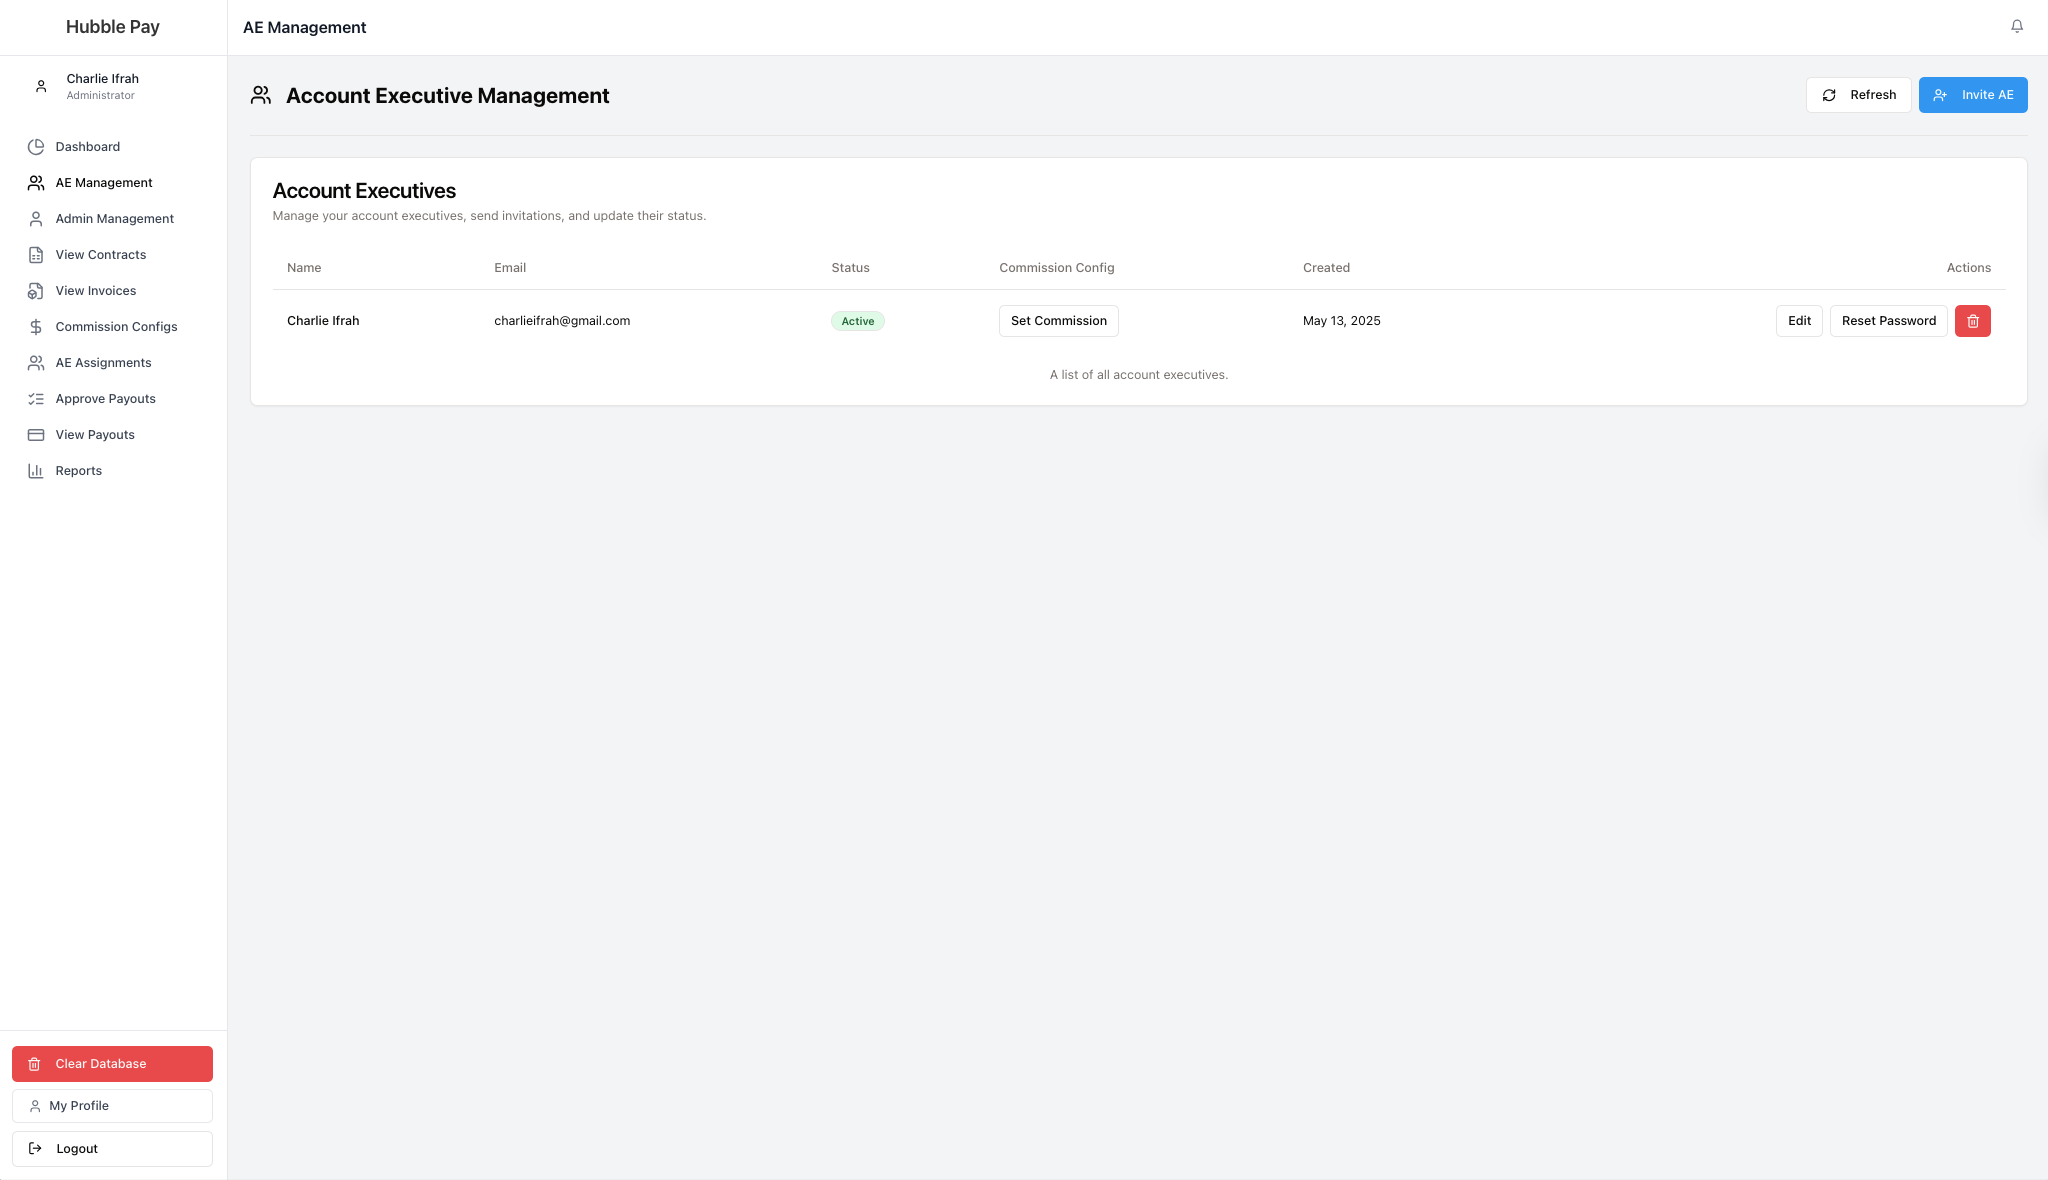 Hubble Pay
AE Management
Charlie Ifrah
Administrator
Dashboard
AE Management
Admin Management
View Contracts
View Invoices
Commission Configs
AE Assignments
Approve Payouts
View Payouts
Reports
Clear Database
My Profile
Logout
Account Executive Management
Refresh
Invite AE
Account Executives
Manage your account executives, send invitations, and update their status.
Name Email Status Commission Config Created Actions
Charlie Ifrah charlieifrah@gmail.com Active Set Commission May 13, 2025 Edit Reset Password
A list of all account executives.